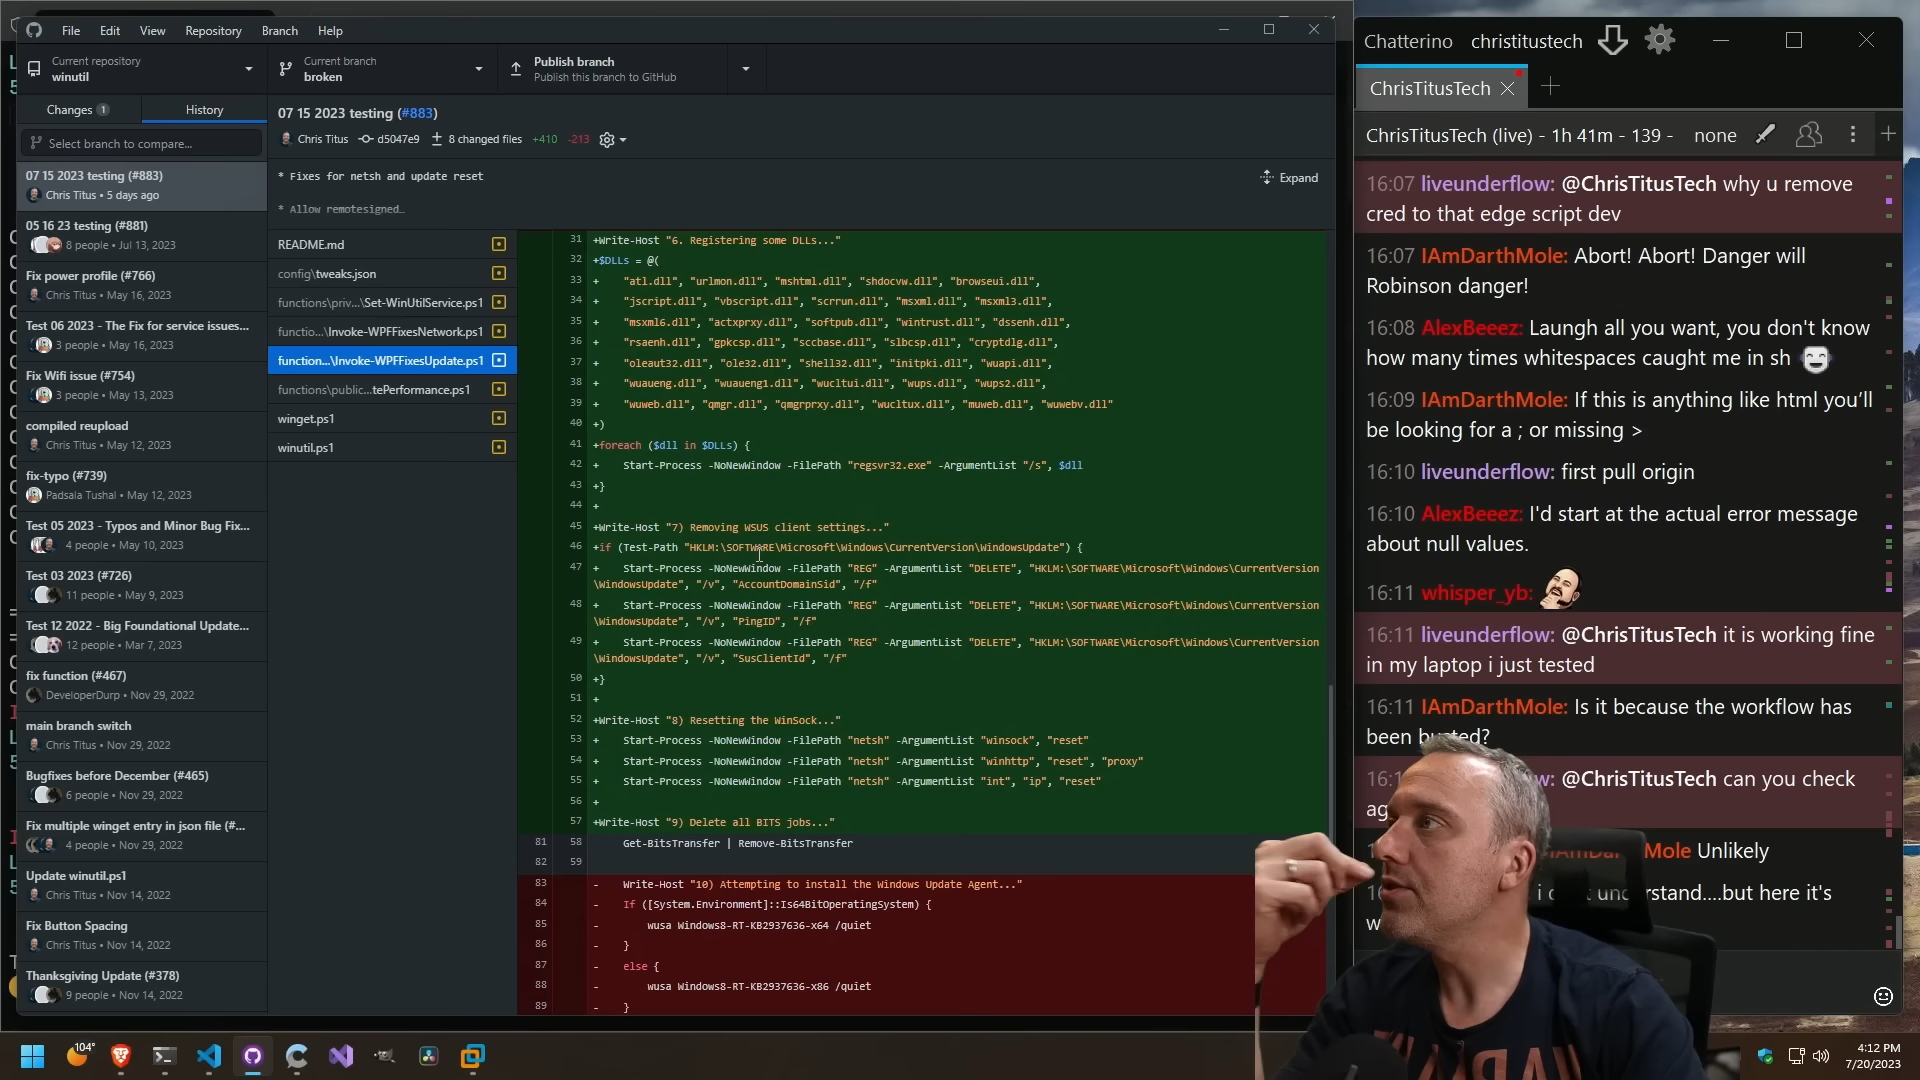 File Edit View Repository Branch Help
Current repository
winutil
Current branch
broken
Publish branch
Publish this branch to GitHub
Changes 1 History
Select branch to compare...
07 15 2023 testing (#883)
Chris Titus • 5 days ago
05 16 23 testing (#881)
8 people • Jul 13, 2023
Fix power profile (#766)
Chris Titus • May 16, 2023
Test 06 2023 - The Fix for service issues...
3 people • May 16, 2023
Fix Wifi issue (#754)
3 people • May 13, 2023
compiled reupload
Chris Titus • May 12, 2023
fix-typo (#739)
Padsala Tushal • May 12, 2023
Test 05 2023 - Typos and Minor Bug Fix...
4 people • May 10, 2023
Test 03 2023 (#726)
11 people • May 9, 2023
Test 12 2022 - Big Foundational Update...
12 people • Mar 7, 2023
fix function (#467)
DeveloperDurp • Nov 29, 2022
main branch switch
Chris Titus • Nov 29, 2022
Bugfixes before December (#465)
6 people • Nov 29, 2022
Fix multiple winget entry in json file (#...
4 people • Nov 29, 2022
Update winutil.ps1
Chris Titus • Nov 14, 2022
Fix Button Spacing
Chris Titus • Nov 14, 2022
Thanksgiving Update (#378)
9 people • Nov 14, 2022
07 15 2023 testing (#883)
Chris Titus d5047e9 8 changed files +410 -213
* Fixes for netsh and update reset
Expand
* Allow remotesigned…
README.md
config\tweaks.json
functions\priv...\Set-WinUtilService.ps1
functio...\Invoke-WPFFixesNetwork.ps1
function...\Invoke-WPFFixesUpdate.ps1
functions\public...tePerformance.ps1
winget.ps1
winutil.ps1
31 +Write-Host "6. Registering some DLLs..."
32 +$DLLs = @(
33 + "atl.dll", "urlmon.dll", "mshtml.dll", "shdocvw.dll", "browseui.dll",
34 + "jscript.dll", "vbscript.dll", "scrrun.dll", "msxml.dll", "msxml3.dll",
35 + "msxml6.dll", "actxprxy.dll", "softpub.dll", "wintrust.dll", "dssenh.dll",
36 + "rsaenh.dll", "gpkcsp.dll", "sccbase.dll", "slbcsp.dll", "cryptdlg.dll",
37 + "oleaut32.dll", "ole32.dll", "shell32.dll", "initpki.dll", "wuapi.dll",
38 + "wuaueng.dll", "wuaueng1.dll", "wucltui.dll", "wups.dll", "wups2.dll",
39 + "wuweb.dll", "qmgr.dll", "qmgrprxy.dll", "wucltux.dll", "muweb.dll", "wuwebv.dll"
40 +)
41 +foreach ($dll in $DLLs) {
42 + Start-Process -NoNewWindow -FilePath "regsvr32.exe" -ArgumentList "/s", $dll
43 +}
44 +
45 +Write-Host "7) Removing WSUS client settings..."
46 +if (Test-Path "HKLM:\SOFTWARE\Microsoft\Windows\CurrentVersion\WindowsUpdate") {
47 + Start-Process -NoNewWindow -FilePath "REG" -ArgumentList "DELETE", "HKLM:\SOFTWARE\Microsoft\Windows\CurrentVersion
\WindowsUpdate", "/v", "AccountDomainSid", "/f"
48 + Start-Process -NoNewWindow -FilePath "REG" -ArgumentList "DELETE", "HKLM:\SOFTWARE\Microsoft\Windows\CurrentVersion
\WindowsUpdate", "/v", "PingID", "/f"
49 + Start-Process -NoNewWindow -FilePath "REG" -ArgumentList "DELETE", "HKLM:\SOFTWARE\Microsoft\Windows\CurrentVersion
\WindowsUpdate", "/v", "SusClientId", "/f"
50 +}
51 +
52 +Write-Host "8) Resetting the WinSock..."
53 + Start-Process -NoNewWindow -FilePath "netsh" -ArgumentList "winsock", "reset"
54 + Start-Process -NoNewWindow -FilePath "netsh" -ArgumentList "winhttp", "reset", "proxy"
55 + Start-Process -NoNewWindow -FilePath "netsh" -ArgumentList "int", "ip", "reset"
56 +
57 +Write-Host "9) Delete all BITS jobs..."
81 58 Get-BitsTransfer | Remove-BitsTransfer
82 59
83 - Write-Host "10) Attempting to install the Windows Update Agent..."
84 - If ([System.Environment]::Is64BitOperatingSystem) {
85 - wusa Windows8-RT-KB2937636-x64 /quiet
86 - }
87 - else {
88 - wusa Windows8-RT-KB2937636-x86 /quiet
89 - }
Chatterino christitustech
ChrisTitusTech
ChrisTitusTech (live) - 1h 41m - 139 - none
16:07 liveunderflow: @ChrisTitusTech why u remove
cred to that edge script dev
16:07 IAmDarthMole: Abort! Abort! Danger will
Robinson danger!
16:08 AlexBeeez: Laungh all you want, you don't know
how many times whitespaces caught me in sh
16:09 IAmDarthMole: If this is anything like html you'll
be looking for a ; or missing >
16:10 liveunderflow: first pull origin
16:10 AlexBeeez: I'd start at the actual error message
about null values.
16:11 whisper_yb:
16:11 liveunderflow: @ChrisTitusTech it is working fine
in my laptop i just tested
16:11 IAmDarthMole: Is it because the workflow has
been busted?
16:1 w: @ChrisTitusTech can you check
ag
Mole Unlikely
stand....but here it's
w
104°
4:12 PM
7/20/2023